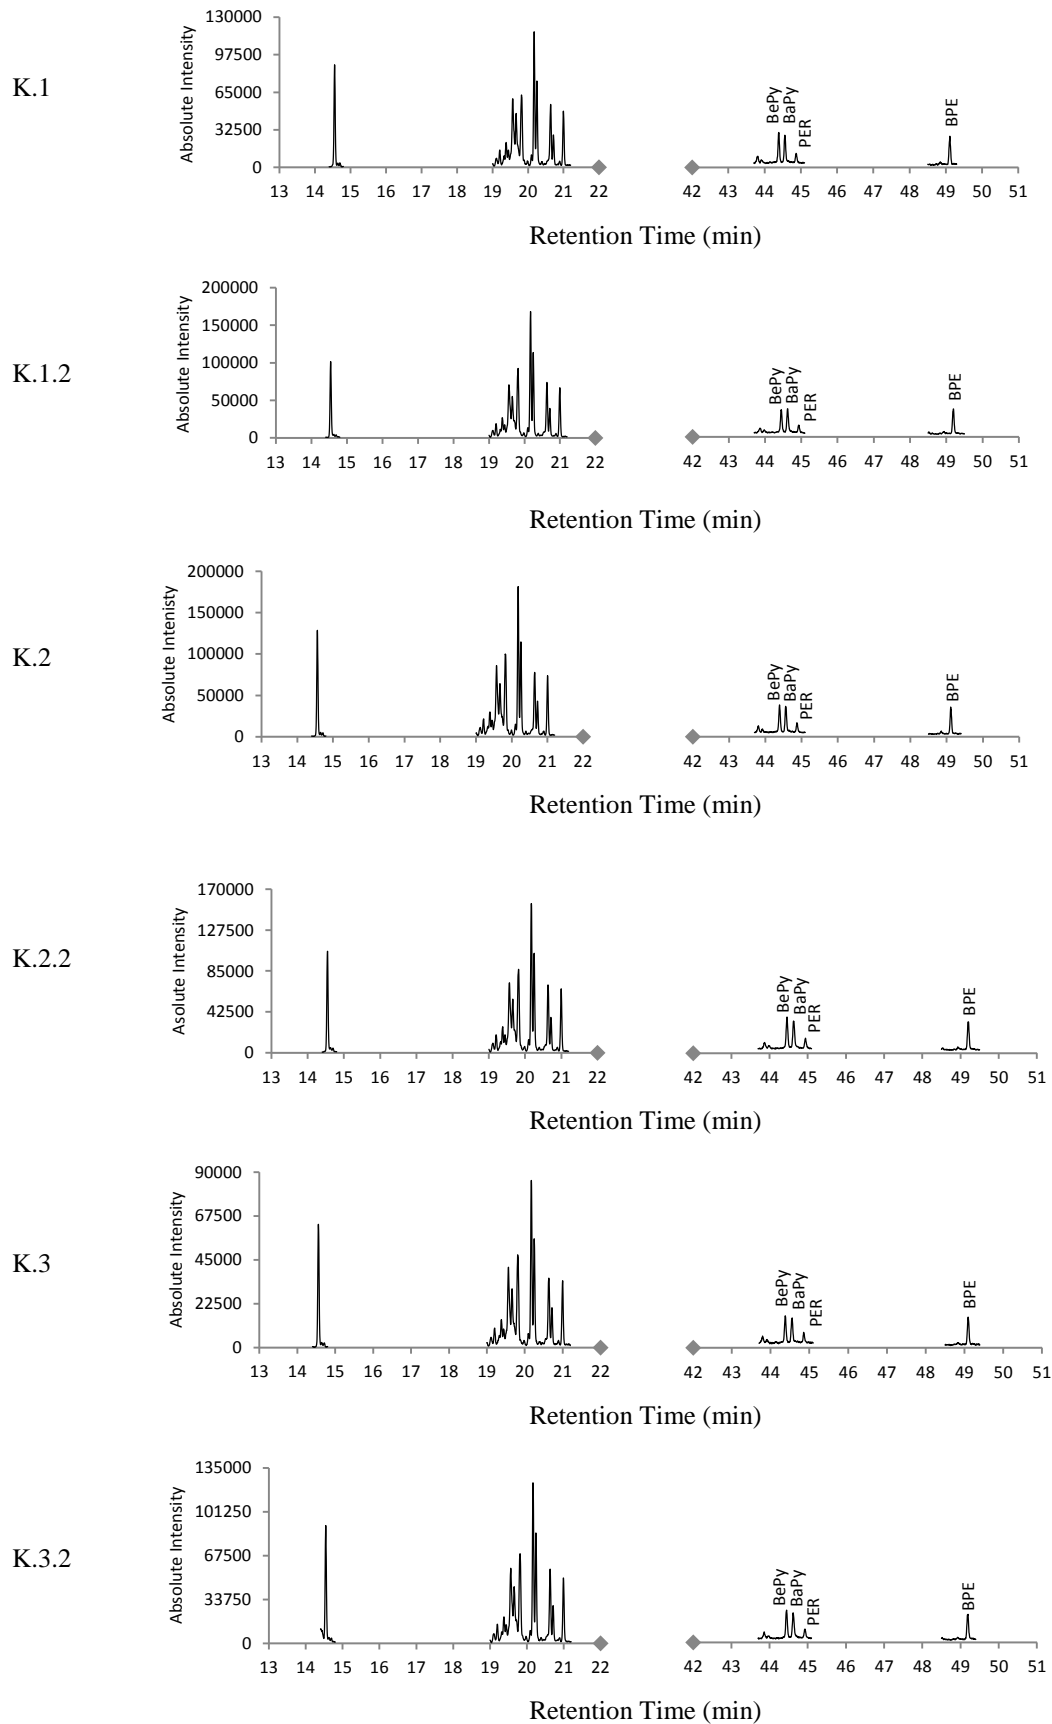 K.1
Absolute Intensity
130000
97500
65000
32500
0
13 14 15 16 17 18 19 20 21 22
BePy
BaPy
PER
BPE
42 43 44 45 46 47 48 49 50 51
Retention Time (min)
K.1.2
Absolute Intensity
200000
150000
100000
50000
0
13 14 15 16 17 18 19 20 21 22
BePy
BaPy
PER
BPE
42 43 44 45 46 47 48 49 50 51
Retention Time (min)
K.2
Absolute Intenisty
200000
150000
100000
50000
0
13 14 15 16 17 18 19 20 21 22
BePy
BaPy
PER
BPE
42 43 44 45 46 47 48 49 50 51
Retention Time (min)
K.2.2
Asolute Intensity
170000
127500
85000
42500
0
13 14 15 16 17 18 19 20 21 22
BePy
BaPy
PER
BPE
42 43 44 45 46 47 48 49 50 51
Retention Time (min)
K.3
Absolute Intensity
90000
67500
45000
22500
0
13 14 15 16 17 18 19 20 21 22
BePy
BaPy
PER
BPE
42 43 44 45 46 47 48 49 50 51
Retention Time (min)
K.3.2
Absolute Intensity
135000
101250
67500
33750
0
13 14 15 16 17 18 19 20 21 22
BePy
BaPy
PER
BPE
42 43 44 45 46 47 48 49 50 51
Retention Time (min)